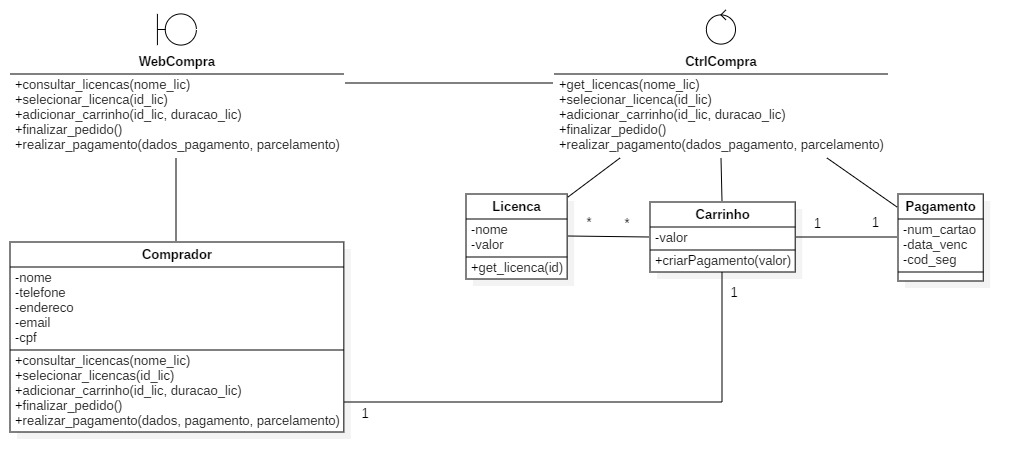 WebCompra
+consultar_licencas(nome_lic)
+selecionar_licenca(id_lic)
+adicionar_carrinho(id_lic, duracao_lic)
+finalizar_pedido()
+realizar_pagamento(dados_pagamento, parcelamento)
CtrlCompra
+get_licencas(nome_lic)
+selecionar_licenca(id_lic)
+adicionar_carrinho(id_lic, duracao_lic)
+finalizar_pedido()
+realizar_pagamento(dados_pagamento, parcelamento)
Licenca
-nome
-valor
+get_licenca(id)
*
*
Carrinho
-valor
+criarPagamento(valor)
1
1
Pagamento
-num_cartao
-data_venc
-cod_seg
1
Comprador
-nome
-telefone
-endereco
-email
-cpf
+consultar_licencas(nome_lic)
+selecionar_licencas(id_lic)
+adicionar_carrinho(id_lic, duracao_lic)
+finalizar_pedido()
+realizar_pagamento(dados, pagamento, parcelamento)
1